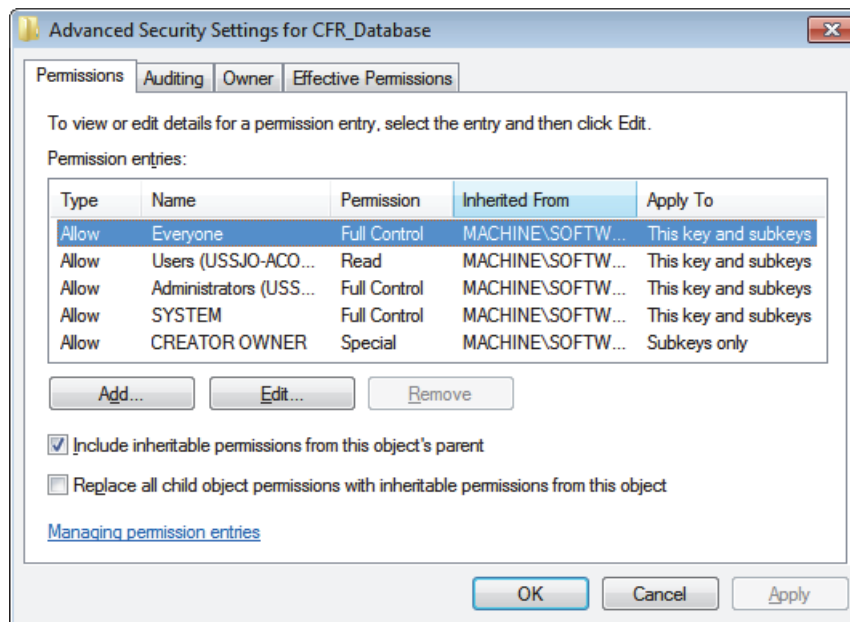 Advanced Security Settings for CFR_Database
Permissions Auditing Owner Effective Permissions
To view or edit details for a permission entry, select the entry and then click Edit.
Permission entries:
Type Name Permission Inherited From Apply To
Allow Everyone Full Control MACHINE\SOFTW... This key and subkeys
Allow Users (USSJO-ACO... Read MACHINE\SOFTW... This key and subkeys
Allow Administrators (USS... Full Control MACHINE\SOFTW... This key and subkeys
Allow SYSTEM Full Control MACHINE\SOFTW... This key and subkeys
Allow CREATOR OWNER Special MACHINE\SOFTW... Subkeys only
Add... Edit... Remove
Include inheritable permissions from this object's parent
Replace all child object permissions with inheritable permissions from this object
Managing permission entries
OK Cancel Apply